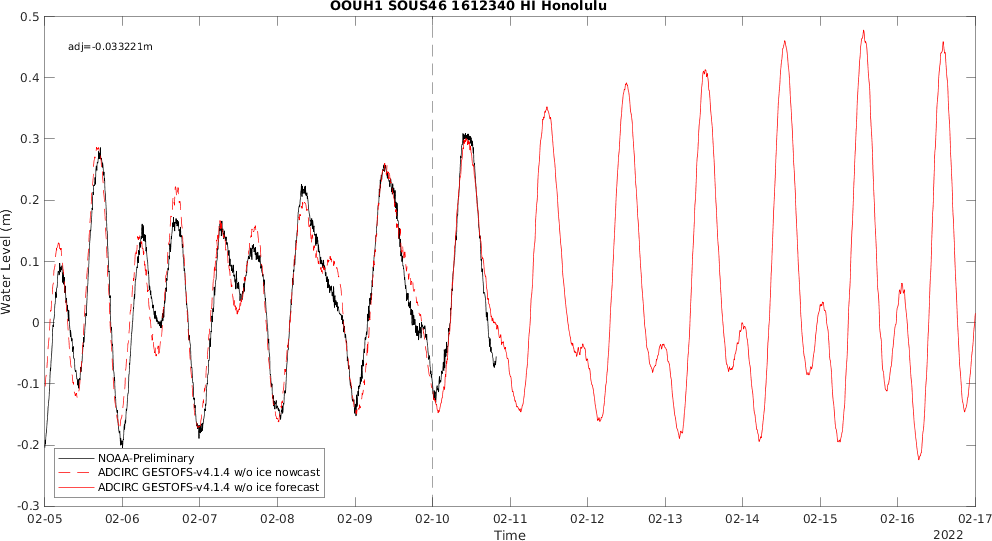 OOUH1 SOUS46 1612340 HI Honolulu
adj=-0.033221m
Water Level (m)
0.5
0.4
0.3
0.2
0.1
0
-0.1
-0.2
-0.3
NOAA-Preliminary
ADCIRC GESTOFS-v4.1.4 w/o ice nowcast
ADCIRC GESTOFS-v4.1.4 w/o ice forecast
02-05 02-06 02-07 02-08 02-09 02-10 02-11 02-12 02-13 02-14 02-15 02-16 02-17
Time
2022